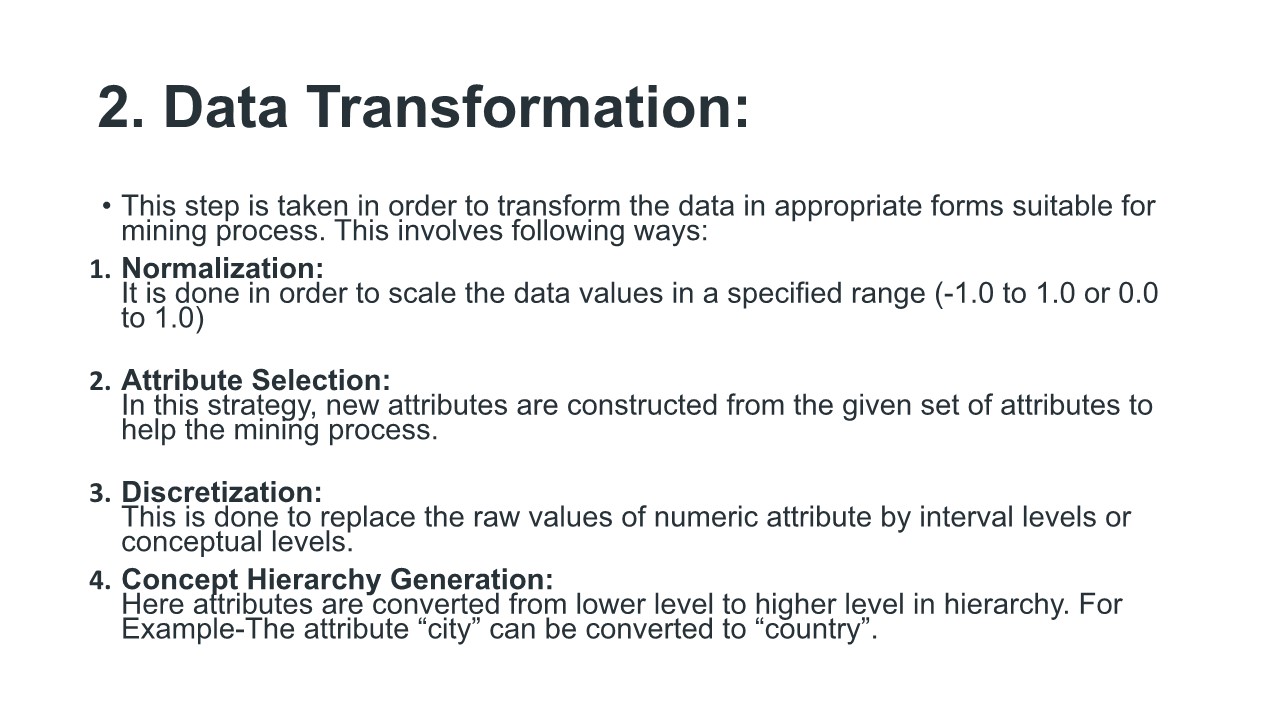 2. Data Transformation:
• This step is taken in order to transform the data in appropriate forms suitable for
mining process. This involves following ways:
1. Normalization:
It is done in order to scale the data values in a specified range (-1.0 to 1.0 or 0.0
to 1.0)
2. Attribute Selection:
In this strategy, new attributes are constructed from the given set of attributes to
help the mining process.
3. Discretization:
This is done to replace the raw values of numeric attribute by interval levels or
conceptual levels.
4. Concept Hierarchy Generation:
Here attributes are converted from lower level to higher level in hierarchy. For
Example-The attribute “city” can be converted to “country”.